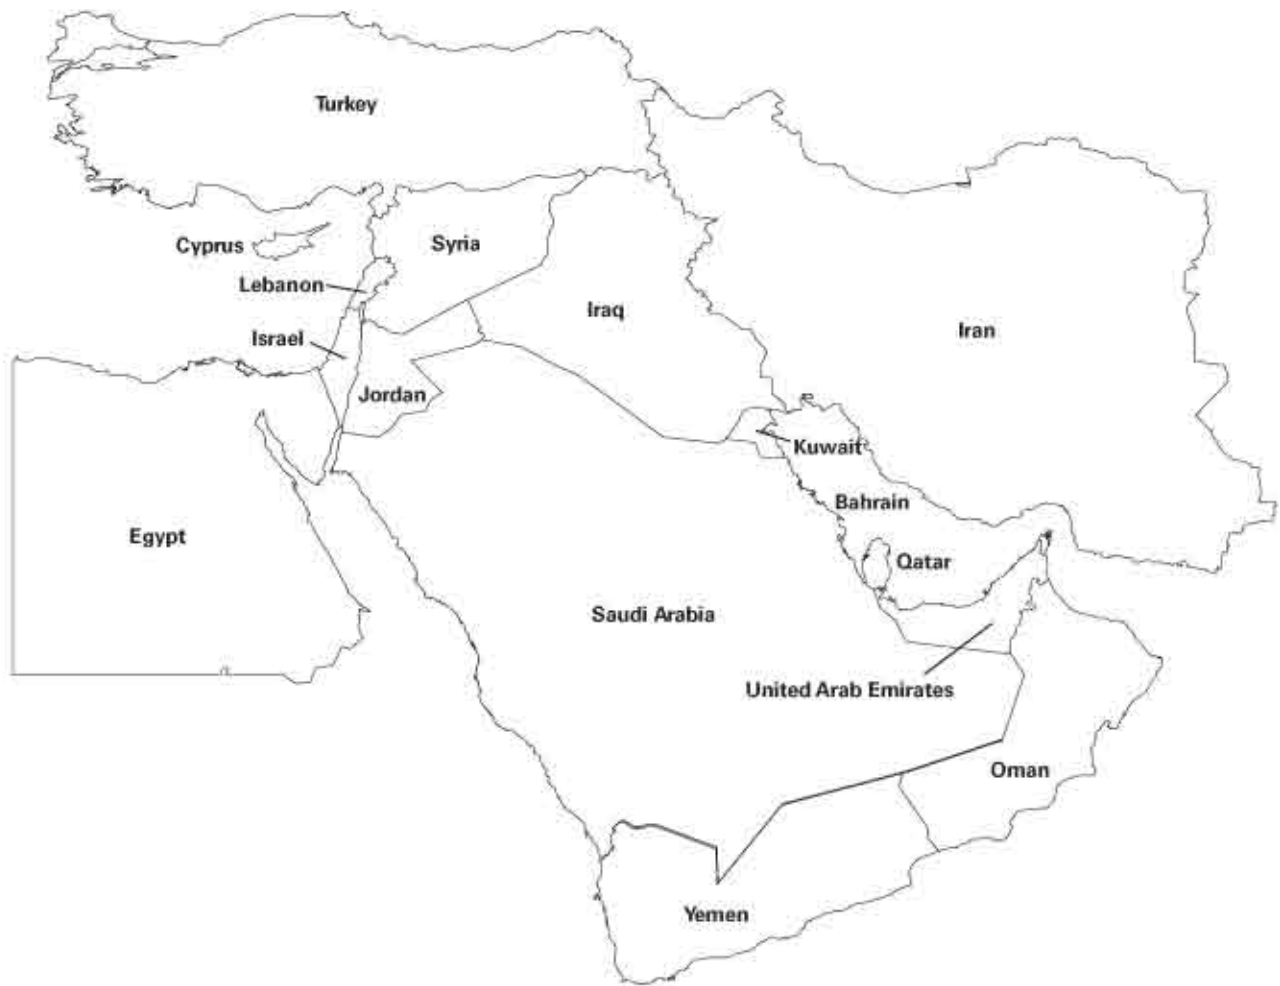 Turkey
Cyprus
Syria
Lebanon
Iraq
Iran
Israel
Jordan
Kuwait
Bahrain
Egypt
Qatar
Saudi Arabia
United Arab Emirates
Oman
Yemen